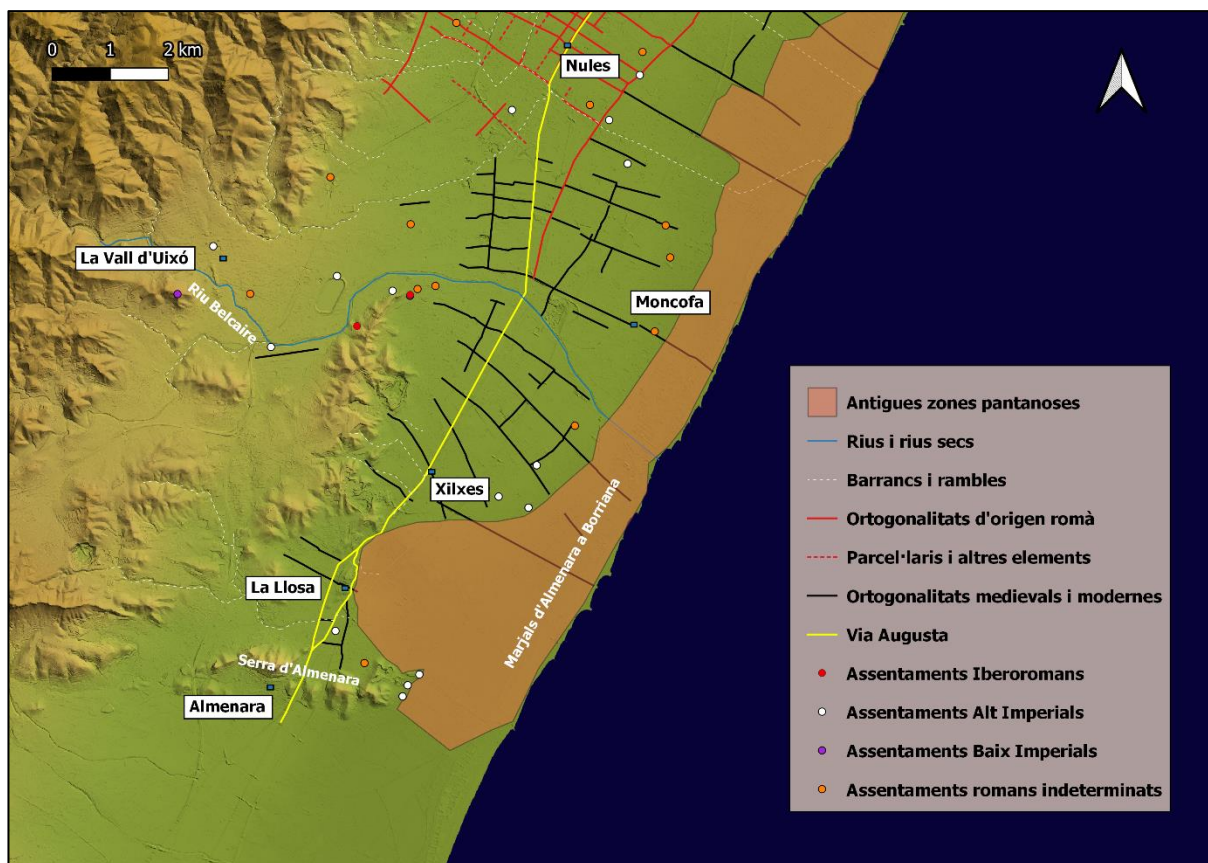 0 1 2 km
Nules
La Vall d'Uixó
Riu Belcaire
Moncofa
Xilxes
Marjals d'Almenara a Borriana
La Llosa
Serra d'Almenara
Almenara
Antigues zones pantanoses
Rius i rius secs
Barrancs i rambles
Ortogonalitats d'origen romà
Parcel·laris i altres elements
Ortogonalitats medievals i modernes
Via Augusta
Assentaments Iberoromans
Assentaments Alt Imperials
Assentaments Baix Imperials
Assentaments romans indeterminats